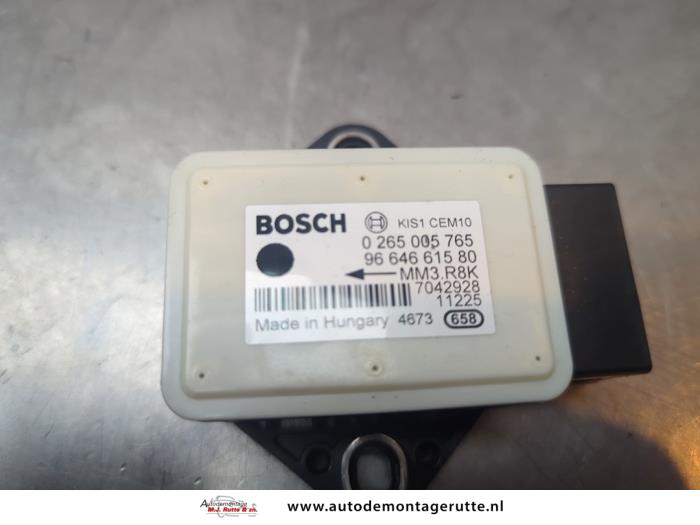 BOSCH KIS1 CEM10
0 265 005 765
96 646 615 80
MM3.R8K
7042928
11225
Made in Hungary 4673 658
Autodemontage
M.J. Rutte & zn.
www.autodemontagerutte.nl